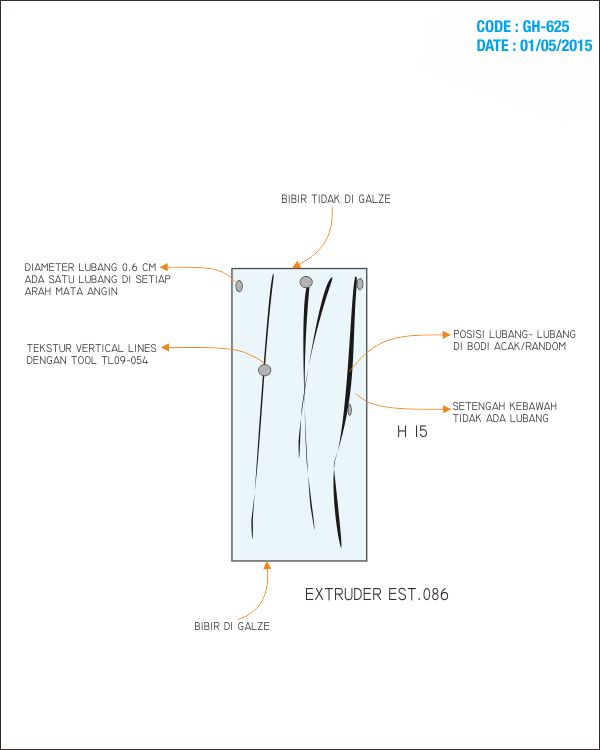 CODE : GH-625
DATE : 01/05/2015
BIBIR TIDAK DI GALZE
DIAMETER LUBANG 0.6 CM
ADA SATU LUBANG DI SETIAP
ARAH MATA ANGIN
TEKSTUR VERTICAL LINES
DENGAN TOOL TL09-054
POSISI LUBANG- LUBANG
DI BODI ACAK/RANDOM
SETENGAH KEBAWAH
TIDAK ADA LUBANG
H 15
EXTRUDER EST.086
BIBIR DI GALZE